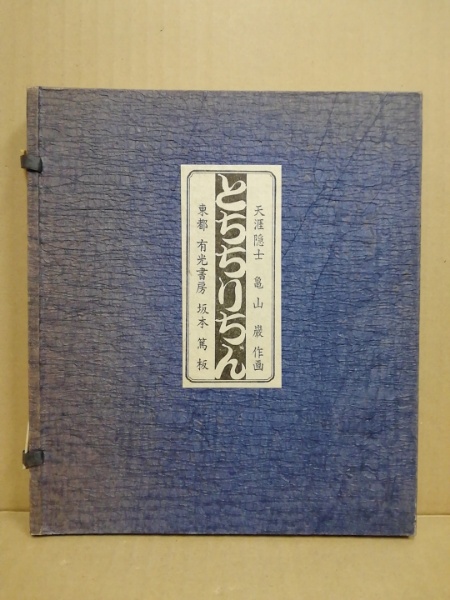 天涯隠士 亀山 巌 作画
とちちりちん
東都 有光書房 坂本 篤 板